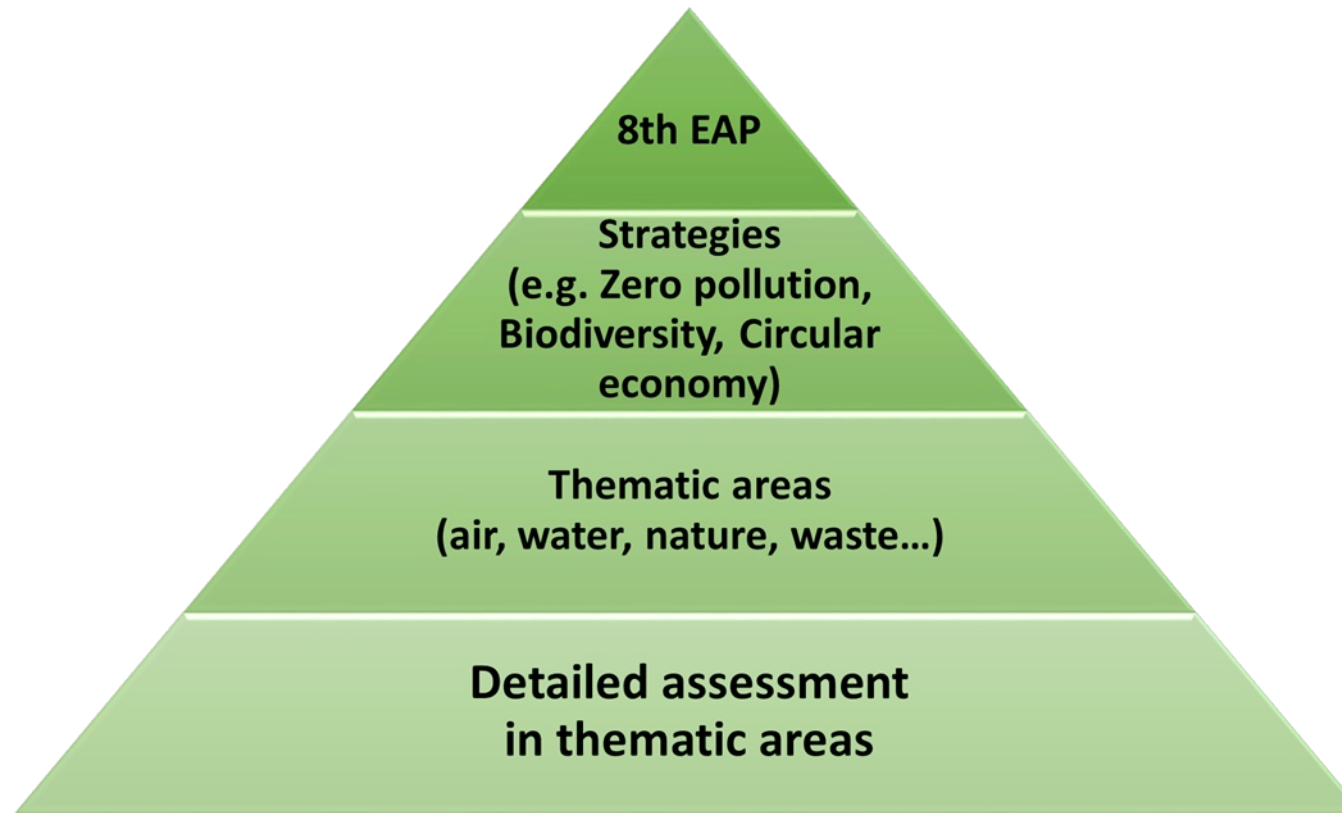 8th EAP
Strategies
(e.g. Zero pollution,
Biodiversity, Circular
economy)
Thematic areas
(air, water, nature, waste…)
Detailed assessment
in thematic areas